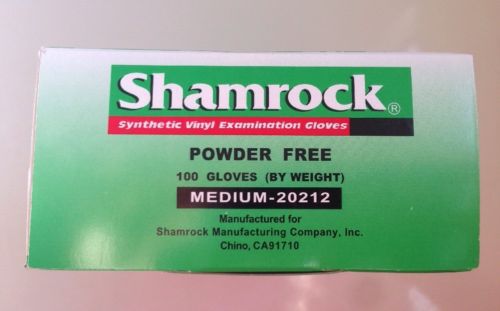 Shamrock®
Synthetic Vinyl Examination Gloves
POWDER FREE
100 GLOVES (BY WEIGHT)
MEDIUM-20212
Manufactured for
Shamrock Manufacturing Company, Inc.
Chino, CA91710